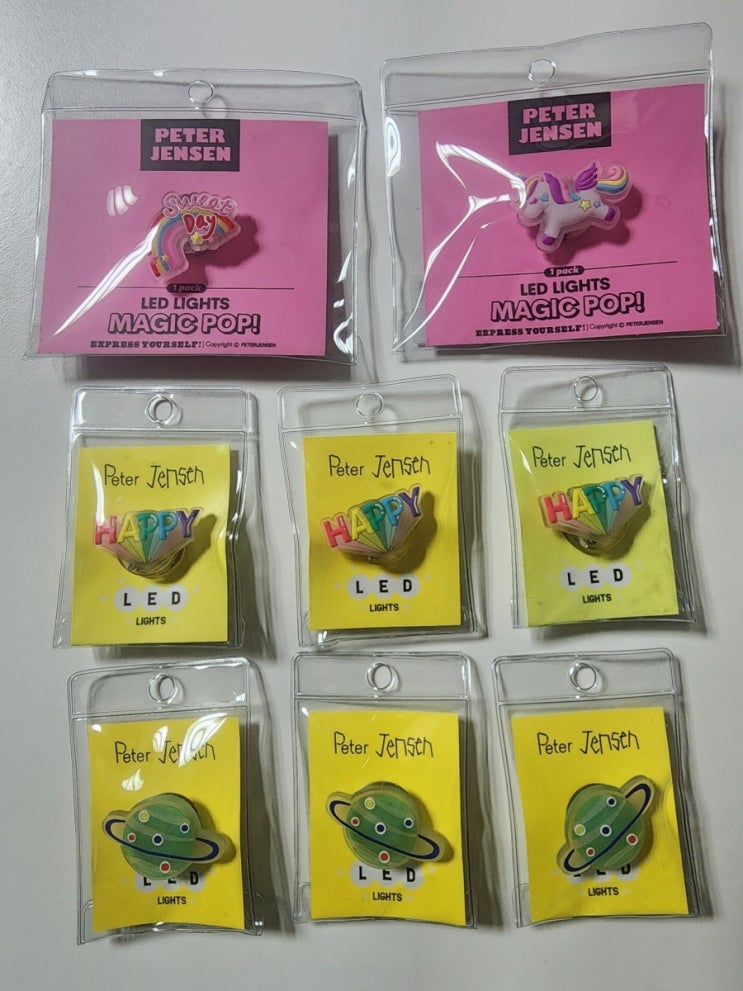 PETER
JENSEN
Sweet
Day
1 pack
LED LIGHTS
MAGIC POP!
EXPRESS YOURSELF! | Copyright © PETERJENSEN
PETER
JENSEN
1 pack
LED LIGHTS
MAGIC POP!
EXPRESS YOURSELF! | Copyright © PETERJENSEN
Peter Jensen
HAPPY
LED
LIGHTS
Peter Jensen
HAPPY
LED
LIGHTS
Peter Jensen
HAPPY
LED
LIGHTS
Peter Jensen
LED
LIGHTS
Peter Jensen
LED
LIGHTS
Peter Jensen
LED
LIGHTS